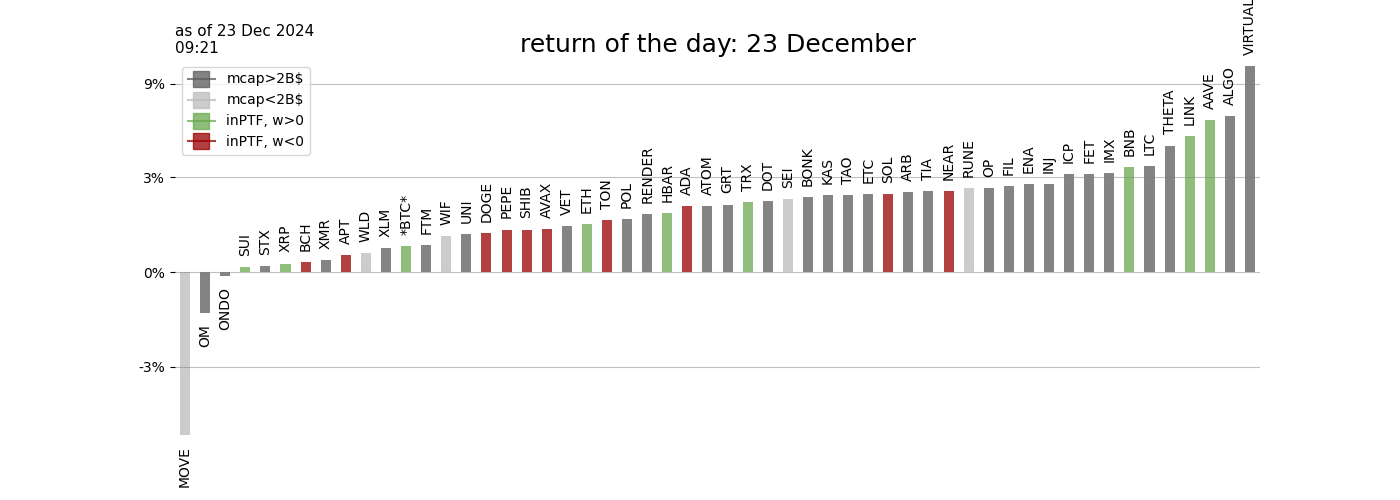 as of 23 Dec 2024
09:21
return of the day: 23 December
mcap>2B$
mcap<2B$
inPTF, w>0
inPTF, w<0
9%
3%
0%
-3%
MOVE
OM
ONDO
SUI
STX
XRP
BCH
XMR
APT
WLD
XLM
*BTC*
FTM
WIF
UNI
DOGE
PEPE
SHIB
AVAX
VET
ETH
TON
POL
RENDER
HBAR
ADA
ATOM
GRT
TRX
DOT
SEI
BONK
KAS
TAO
ETC
SOL
ARB
TIA
NEAR
RUNE
OP
FIL
ENA
INJ
ICP
FET
IMX
BNB
LTC
THETA
LINK
AAVE
ALGO
VIRTUAL